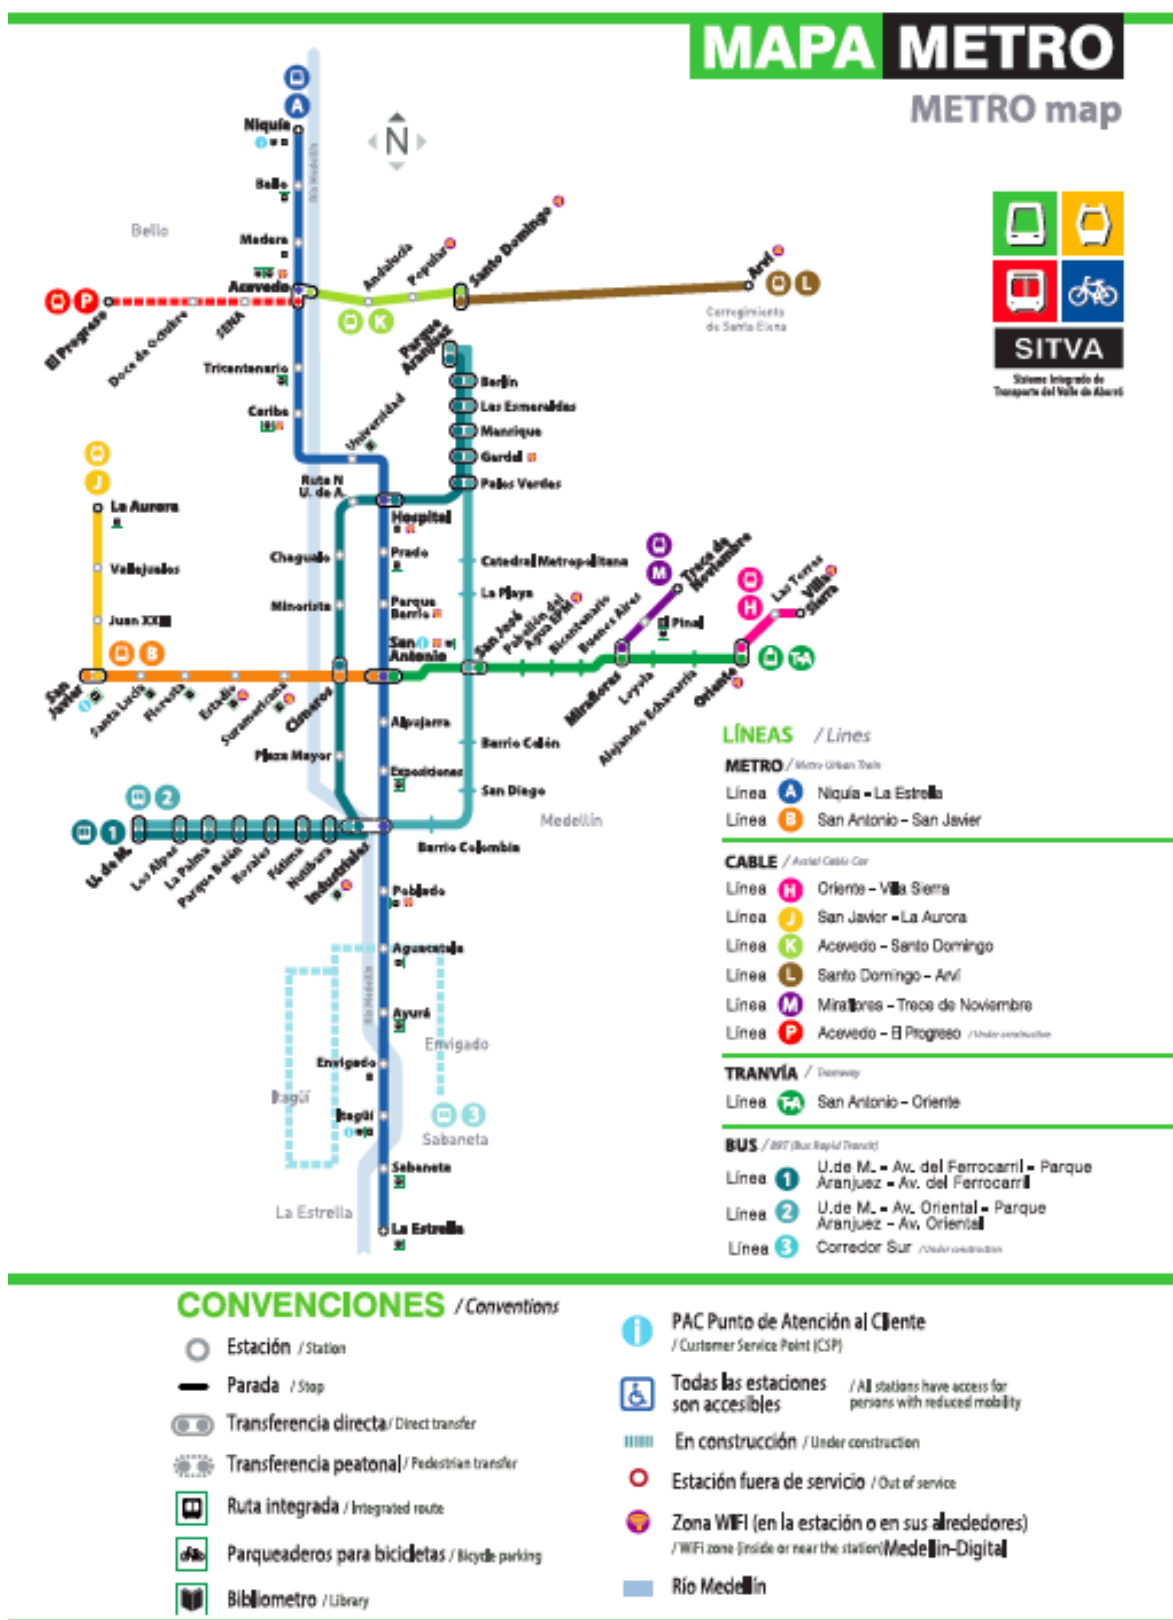 MAPA METRO
METRO map
A
Niquía
Río Medellín
N
Bello
Bello
Madera
Acevedo
Andalucía
Popular
Santo Domingo
Arví
L
P
K
El Progreso
Doce de Octubre
SENA
Corregimiento
de Santa Elena
SITVA
Sistema Integrado de
Transporte del Valle de Aburrá
Parque
Aranjuez
Tricentenario
Caribe
Universidad
Berlín
Las Esmeraldas
Manrique
Gardel
Palos Verdes
J
La Aurora
Vallejuelos
Juan XXIII
Ruta N
U. de A.
Hospital
Chagualo
Prado
Minorista
Parque
Berrío
Catedral Metropolitana
La Playa
M
Trece de
Noviembre
H
Las Torres
Villa
Sierra
B
San
Antonio
San José
Pabellón del
Agua EPM
Bicentenario
Buenos Aires
El Pinal
T-A
San
Javier
Santa Lucía
Floresta
Estadio
Suramericana
Cisneros
Miraflores
Loyola
Alejandro Echavarría
Oriente
Alpujarra
Plaza Mayor
Exposiciones
Barrio Colón
San Diego
Medellín
2
1
U. de M.
Los Alpes
La Palma
Parque Belén
Rosales
Fátima
Nutibara
Industriales
Barrio Colombia
Poblado
Aguacatala
Río Medellín
Ayurá
Envigado
Envigado
Itagüí
Itagüí
3
Sabaneta
Sabaneta
La Estrella
La Estrella
LÍNEAS / Lines
METRO / Metro Urban Train
Línea A Niquía - La Estrella
Línea B San Antonio - San Javier
CABLE / Aerial Cable Car
Línea H Oriente - Villa Sierra
Línea J San Javier - La Aurora
Línea K Acevedo - Santo Domingo
Línea L Santo Domingo - Arví
Línea M Miraflores - Trece de Noviembre
Línea P Acevedo - El Progreso / Under construction
TRANVÍA / Tramway
Línea T-A San Antonio - Oriente
BUS / BRT (Bus Rapid Transit)
Línea 1 U.de M. - Av. del Ferrocarril - Parque
Aranjuez - Av. del Ferrocarril
Línea 2 U.de M. - Av. Oriental - Parque
Aranjuez - Av. Oriental
Línea 3 Corredor Sur / Under construction
CONVENCIONES / Conventions
Estación / Station
Parada / Stop
Transferencia directa / Direct transfer
Transferencia peatonal / Pedestrian transfer
Ruta integrada / Integrated route
Parqueaderos para bicicletas / Bicycle parking
Bibliometro / Library
PAC Punto de Atención al Cliente
/ Customer Service Point (CSP)
Todas las estaciones
son accesibles
/ All stations have access for
persons with reduced mobility
En construcción / Under construction
Estación fuera de servicio / Out of service
Zona WIFI (en la estación o en sus alrededores)
/ WiFi zone (inside or near the station) Medellín-Digital
Río Medellín